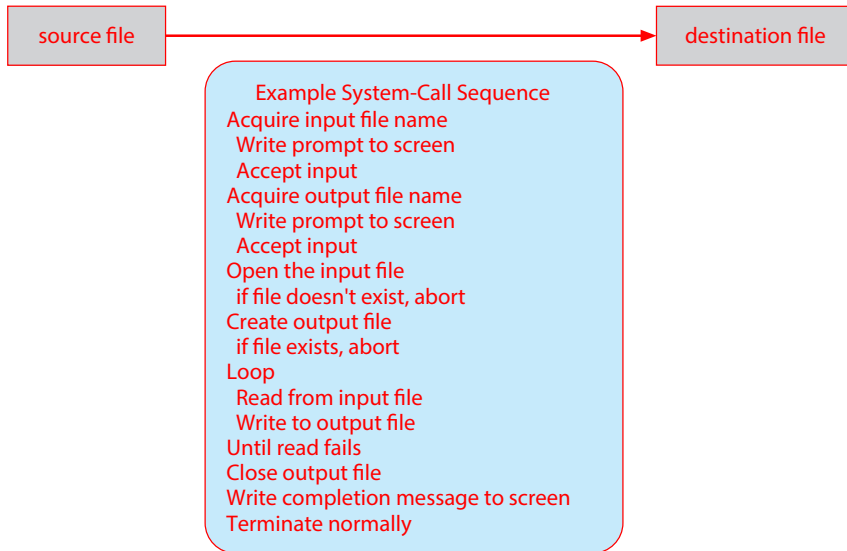 source file
destination file
Example System-Call Sequence
Acquire input file name
Write prompt to screen
Accept input
Acquire output file name
Write prompt to screen
Accept input
Open the input file
if file doesn't exist, abort
Create output file
if file exists, abort
Loop
Read from input file
Write to output file
Until read fails
Close output file
Write completion message to screen
Terminate normally